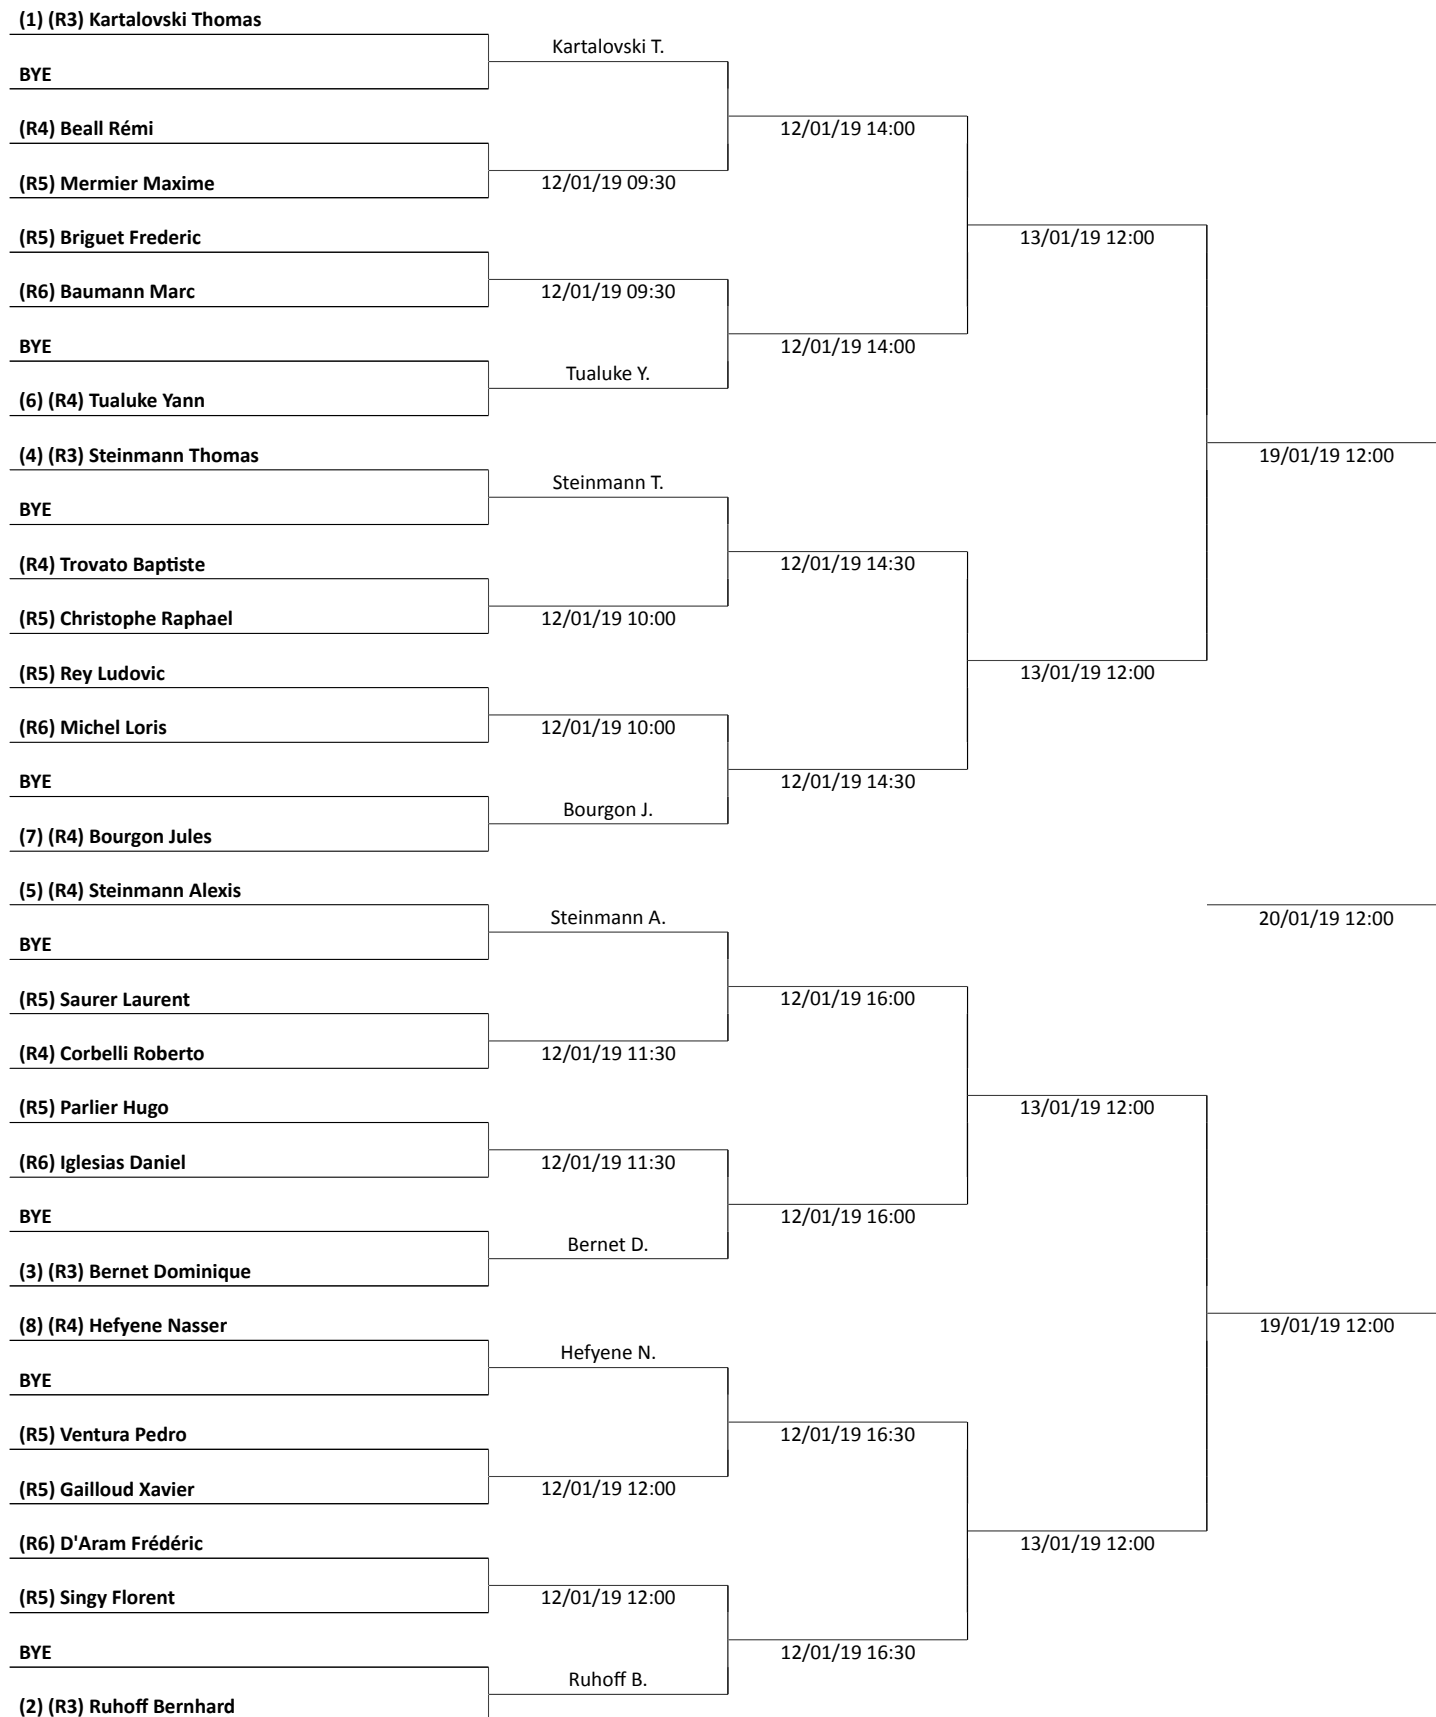 (1) (R3) Kartalovski Thomas
Kartalovski T.
BYE
(R4) Beall Rémi
12/01/19 14:00
(R5) Mermier Maxime
12/01/19 09:30
(R5) Briguet Frederic
13/01/19 12:00
(R6) Baumann Marc
12/01/19 09:30
BYE
12/01/19 14:00
Tualuke Y.
(6) (R4) Tualuke Yann
(4) (R3) Steinmann Thomas
19/01/19 12:00
Steinmann T.
BYE
(R4) Trovato Baptiste
12/01/19 14:30
(R5) Christophe Raphael
12/01/19 10:00
(R5) Rey Ludovic
13/01/19 12:00
(R6) Michel Loris
12/01/19 10:00
BYE
12/01/19 14:30
Bourgon J.
(7) (R4) Bourgon Jules
(5) (R4) Steinmann Alexis
Steinmann A.
20/01/19 12:00
BYE
(R5) Saurer Laurent
12/01/19 16:00
(R4) Corbelli Roberto
12/01/19 11:30
(R5) Parlier Hugo
13/01/19 12:00
(R6) Iglesias Daniel
12/01/19 11:30
BYE
12/01/19 16:00
Bernet D.
(3) (R3) Bernet Dominique
(8) (R4) Hefyene Nasser
19/01/19 12:00
Hefyene N.
BYE
(R5) Ventura Pedro
12/01/19 16:30
(R5) Gailloud Xavier
12/01/19 12:00
(R6) D'Aram Frédéric
13/01/19 12:00
(R5) Singy Florent
12/01/19 12:00
BYE
12/01/19 16:30
Ruhoff B.
(2) (R3) Ruhoff Bernhard